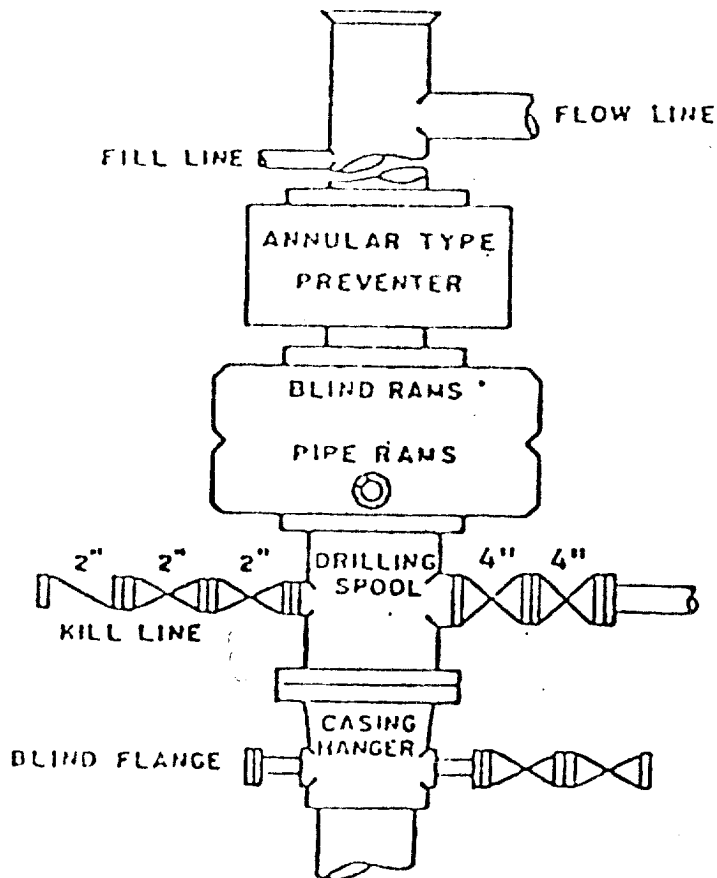 FLOW LINE
FILL LINE
ANNULAR TYPE
PREVENTER
BLIND RAMS
PIPE RAMS
2" 2" 2"
DRILLING
SPOOL
4" 4"
KILL LINE
CASING
HANGER
BLIND FLANGE